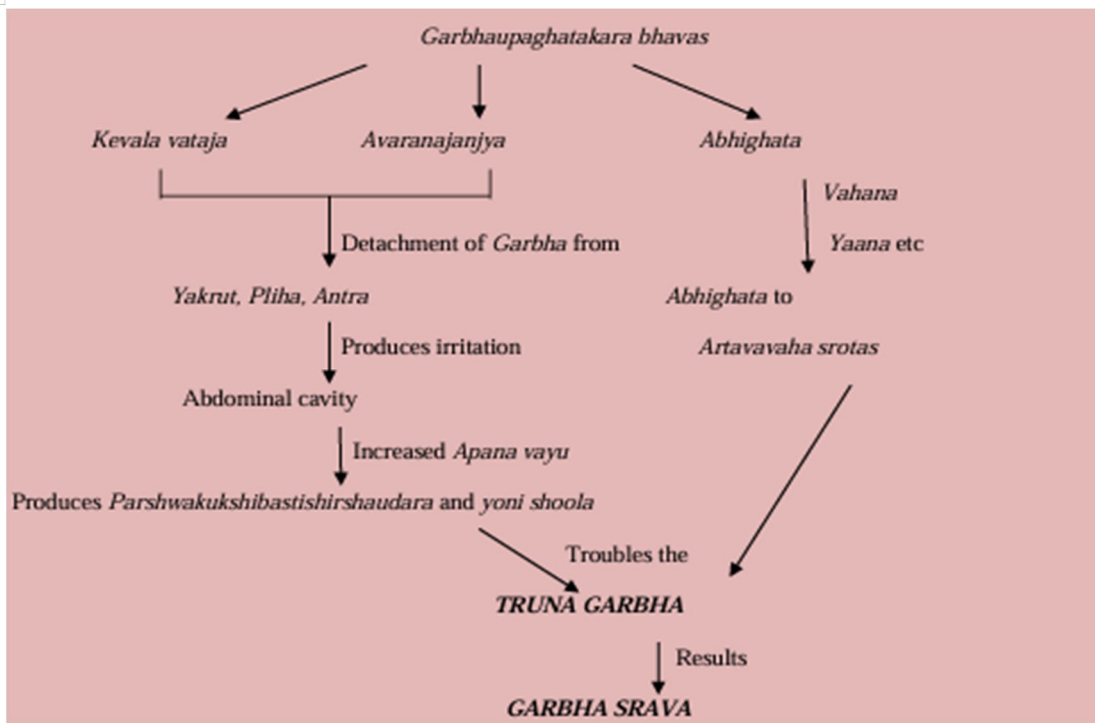 Garbhaupaghatakara bhavas
Kevala vataja
Avaranajanjya
Abhighata
Vahana
Detachment of Garbha from
Yaana etc
Yakrut, Pliha, Antra
Abhighata to
Produces irritation
Artavavaha srotas
Abdominal cavity
Increased Apana vayu
Produces Parshwakukshibastishirshaudara and yoni shoola
Troubles the
TRUNA GARBHA
Results
GARBHA SRAVA